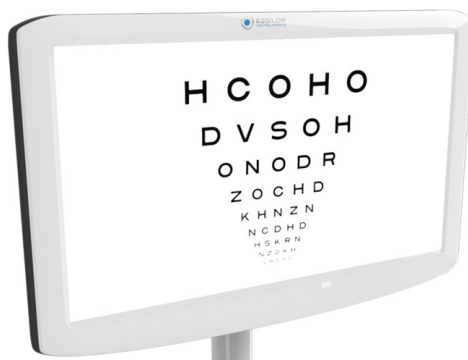 ESSILOR
H C O H O
D V S O H
O N O D R
Z O C H D
K H N Z N
N C D H D
H S K R N